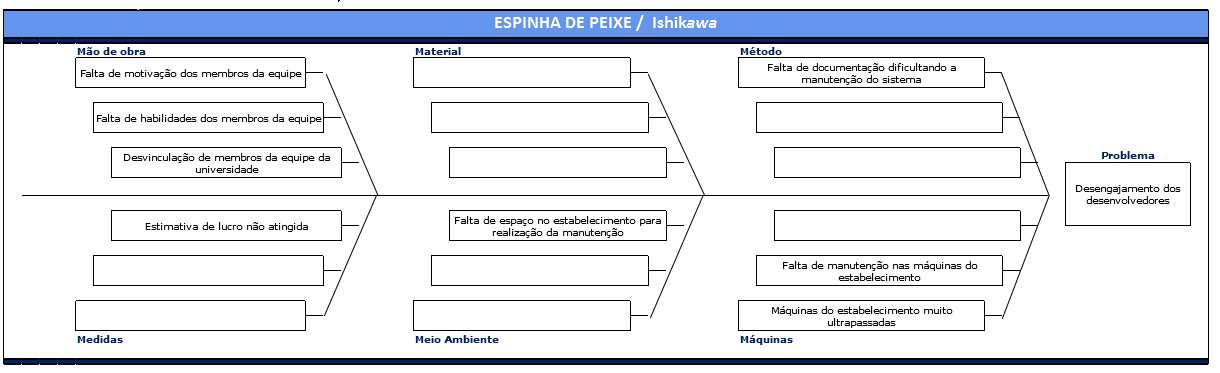 ESPINHA DE PEIXE / Ishikawa
Mão de obra
Material
Método
Falta de motivação dos membros da equipe
Falta de documentação dificultando a
manutenção do sistema
Falta de habilidades dos membros da equipe
Desvinculação de membros da equipe da
universidade
Problema
Desengajamento dos
desenvolvedores
Estimativa de lucro não atingida
Falta de espaço no estabelecimento para
realização da manutenção
Falta de manutenção nas máquinas do
estabelecimento
Máquinas do estabelecimento muito
ultrapassadas
Medidas
Meio Ambiente
Máquinas